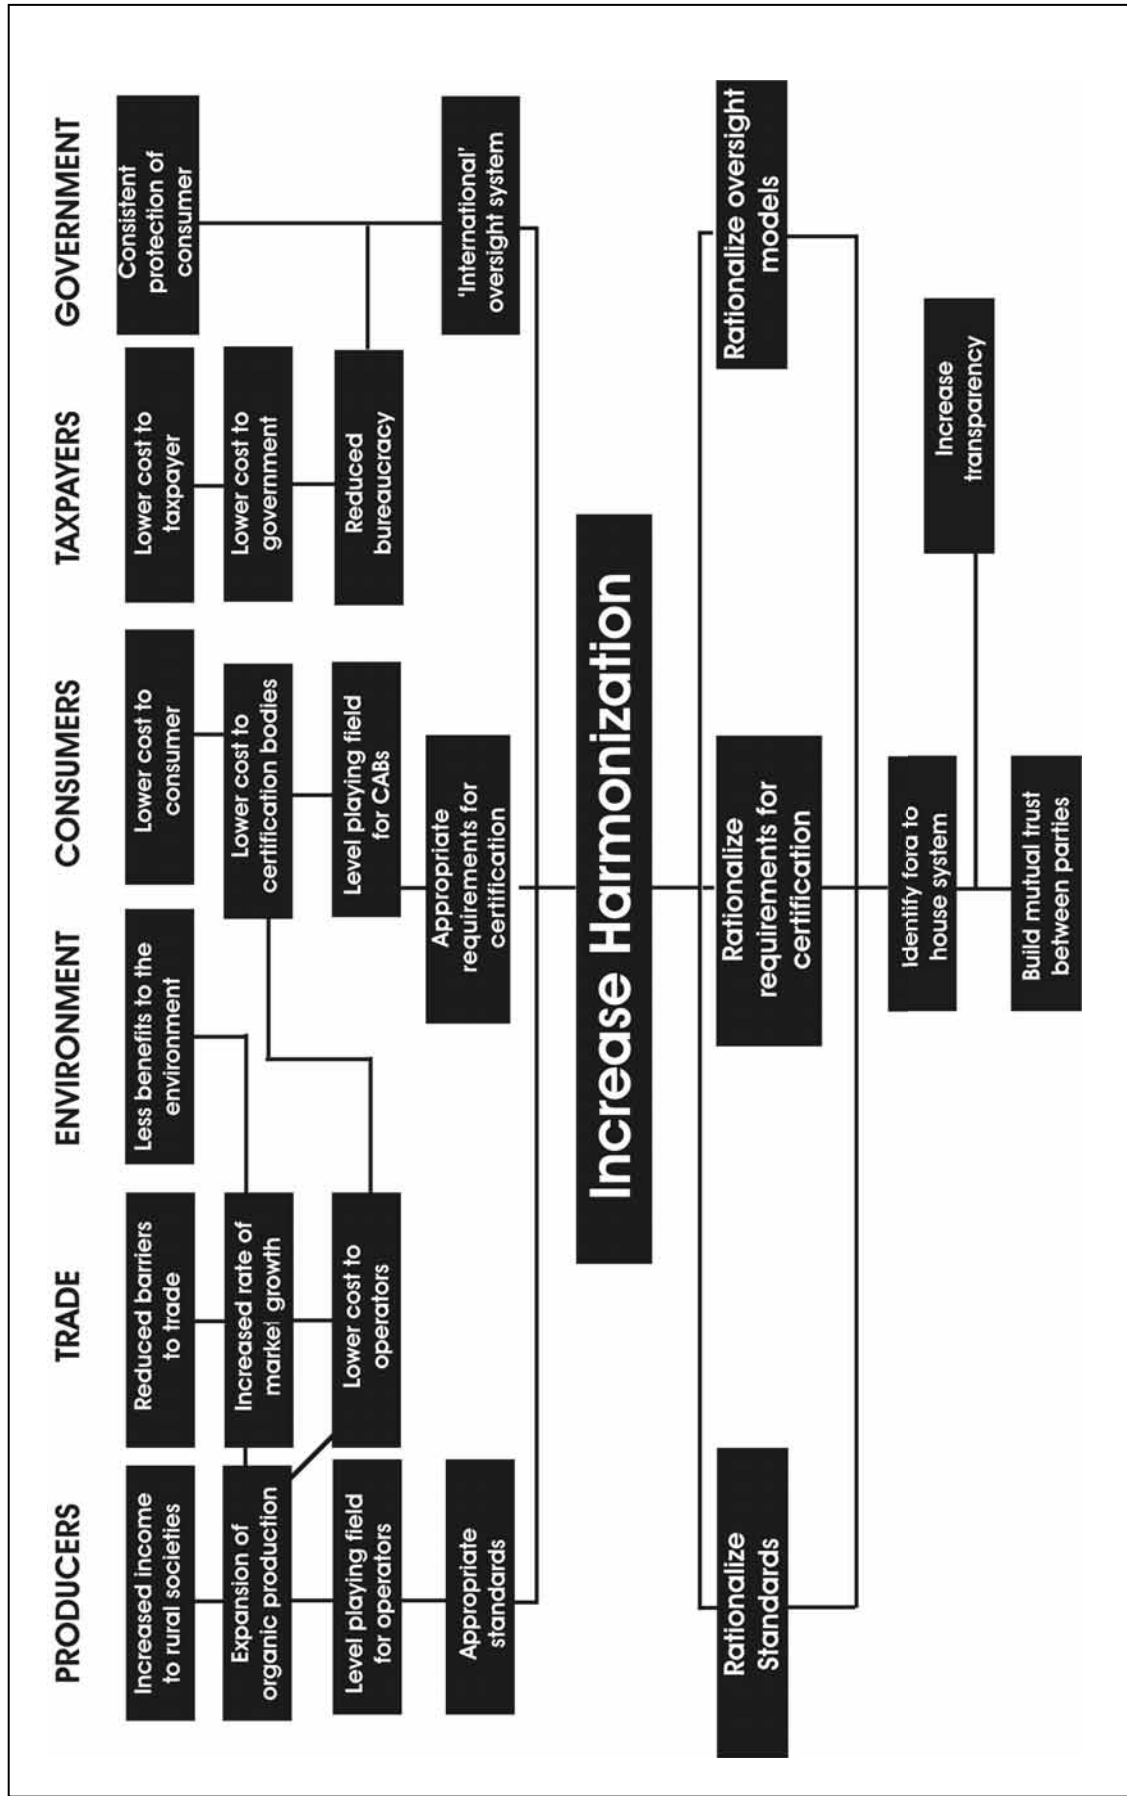 PRODUCERS
TRADE
ENVIRONMENT
CONSUMERS
TAXPAYERS
GOVERNMENT
Increased income
to rural societies
Reduced barriers
to trade
Less benefits to the
environment
Lower cost to
consumer
Lower cost to
taxpayer
Consistent
protection of
consumer
Expansion of
organic production
Increased rate of
market growth
Lower cost to
certification bodies
Lower cost to
government
Level playing field
for operators
Lower cost to
operators
Level playing field
for CABs
Reduced
bureaucracy
Appropriate
standards
Appropriate
requirements for
certification
'International'
oversight system
Increase Harmonization
Rationalize
Standards
Rationalize
requirements for
certification
Rationalize oversight
models
Identify fora to
house system
Increase
transparency
Build mutual trust
between parties